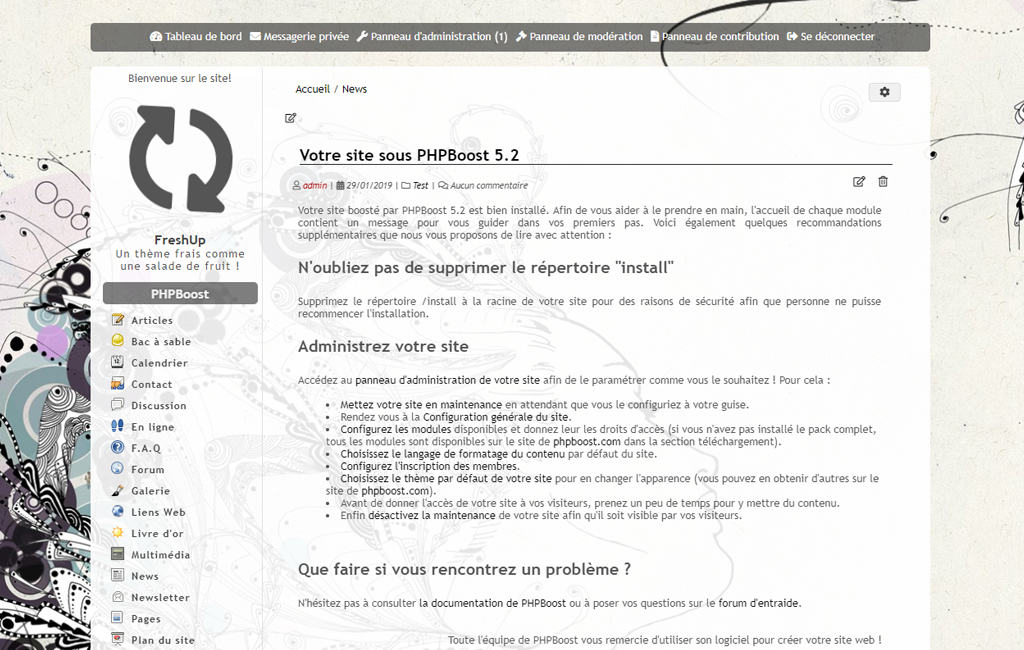 Tableau de bord Messagerie privée Panneau d'administration (1) Panneau de modération Panneau de contribution Se déconnecter
Bienvenue sur le site!
FreshUp
Un thème frais comme
une salade de fruit !
PHPBoost
Articles
Bac à sable
Calendrier
Contact
Discussion
En ligne
F.A.Q
Forum
Galerie
Liens Web
Livre d'or
Multimédia
News
Newsletter
Pages
Plan du site
Accueil / News
Votre site sous PHPBoost 5.2
admin | 29/01/2019 | Test | Aucun commentaire
Votre site boosté par PHPBoost 5.2 est bien installé. Afin de vous aider à le prendre en main, l'accueil de chaque module
contient un message pour vous guider dans vos premiers pas. Voici également quelques recommandations
supplémentaires que nous vous proposons de lire avec attention :
N'oubliez pas de supprimer le répertoire "install"
Supprimez le répertoire /install à la racine de votre site pour des raisons de sécurité afin que personne ne puisse
recommencer l'installation.
Administrez votre site
Accédez au panneau d'administration de votre site afin de le paramétrer comme vous le souhaitez ! Pour cela :
• Mettez votre site en maintenance en attendant que vous le configuriez à votre guise.
• Rendez vous à la Configuration générale du site.
• Configurez les modules disponibles et donnez leur les droits d'accès (si vous n'avez pas installé le pack complet,
tous les modules sont disponibles sur le site de phpboost.com dans la section téléchargement).
• Choisissez le langage de formatage du contenu par défaut du site.
• Configurez l'inscription des membres.
• Choisissez le thème par défaut de votre site pour en changer l'apparence (vous pouvez en obtenir d'autres sur le
site de phpboost.com).
• Avant de donner l'accès de votre site à vos visiteurs, prenez un peu de temps pour y mettre du contenu.
• Enfin désactivez la maintenance de votre site afin qu'il soit visible par vos visiteurs.
Que faire si vous rencontrez un problème ?
N'hésitez pas à consulter la documentation de PHPBoost ou à poser vos questions sur le forum d'entraide.
Toute l'équipe de PHPBoost vous remercie d'utiliser son logiciel pour créer votre site web !